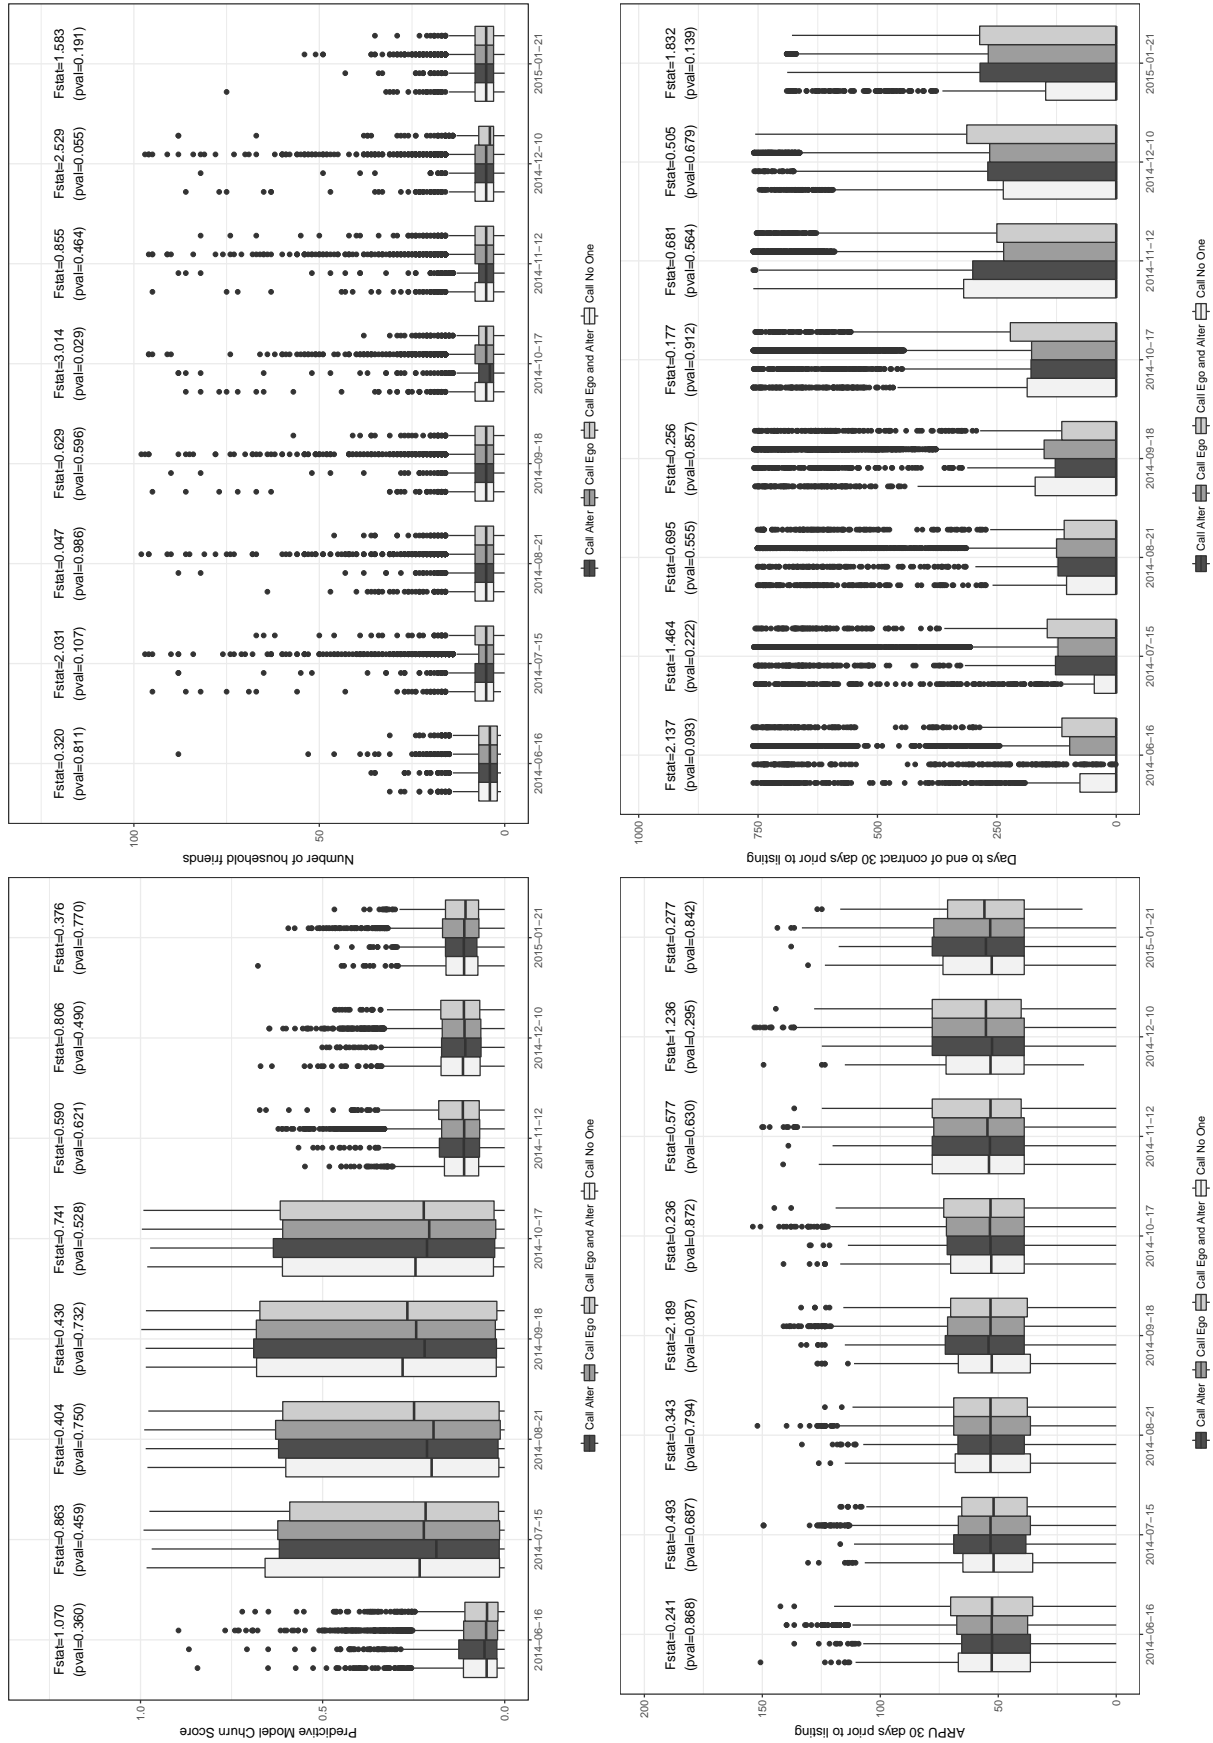 Predictive Model Churn Score
1.0
0.5
0.0
Fstat=1.070
(pval=0.360)
Fstat=0.863
(pval=0.459)
Fstat=0.404
(pval=0.750)
Fstat=0.430
(pval=0.732)
Fstat=0.741
(pval=0.528)
Fstat=0.590
(pval=0.621)
Fstat=0.806
(pval=0.490)
Fstat=0.376
(pval=0.770)
2014−06−16 2014−07−15 2014−08−21 2014−09−18 2014−10−17 2014−11−12 2014−12−10 2015−01−21
Call Alter Call Ego Call Ego and Alter Call No One
Number of household friends
100
50
0
Fstat=0.320
(pval=0.811)
Fstat=2.031
(pval=0.107)
Fstat=0.047
(pval=0.986)
Fstat=0.629
(pval=0.596)
Fstat=3.014
(pval=0.029)
Fstat=0.855
(pval=0.464)
Fstat=2.529
(pval=0.055)
Fstat=1.583
(pval=0.191)
2014−06−16 2014−07−15 2014−08−21 2014−09−18 2014−10−17 2014−11−12 2014−12−10 2015−01−21
Call Alter Call Ego Call Ego and Alter Call No One
ARPU 30 days prior to listing
200
150
100
50
0
Fstat=0.241
(pval=0.868)
Fstat=0.493
(pval=0.687)
Fstat=0.343
(pval=0.794)
Fstat=2.189
(pval=0.087)
Fstat=0.236
(pval=0.872)
Fstat=0.577
(pval=0.630)
Fstat=1.236
(pval=0.295)
Fstat=0.277
(pval=0.842)
2014−06−16 2014−07−15 2014−08−21 2014−09−18 2014−10−17 2014−11−12 2014−12−10 2015−01−21
Call Alter Call Ego Call Ego and Alter Call No One
Days to end of contract 30 days prior to listing
1000
750
500
250
0
Fstat=2.137
(pval=0.093)
Fstat=1.464
(pval=0.222)
Fstat=0.695
(pval=0.555)
Fstat=0.256
(pval=0.857)
Fstat=0.177
(pval=0.912)
Fstat=0.681
(pval=0.564)
Fstat=0.505
(pval=0.679)
Fstat=1.832
(pval=0.139)
2014−06−16 2014−07−15 2014−08−21 2014−09−18 2014−10−17 2014−11−12 2014−12−10 2015−01−21
Call Alter Call Ego Call Ego and Alter Call No One